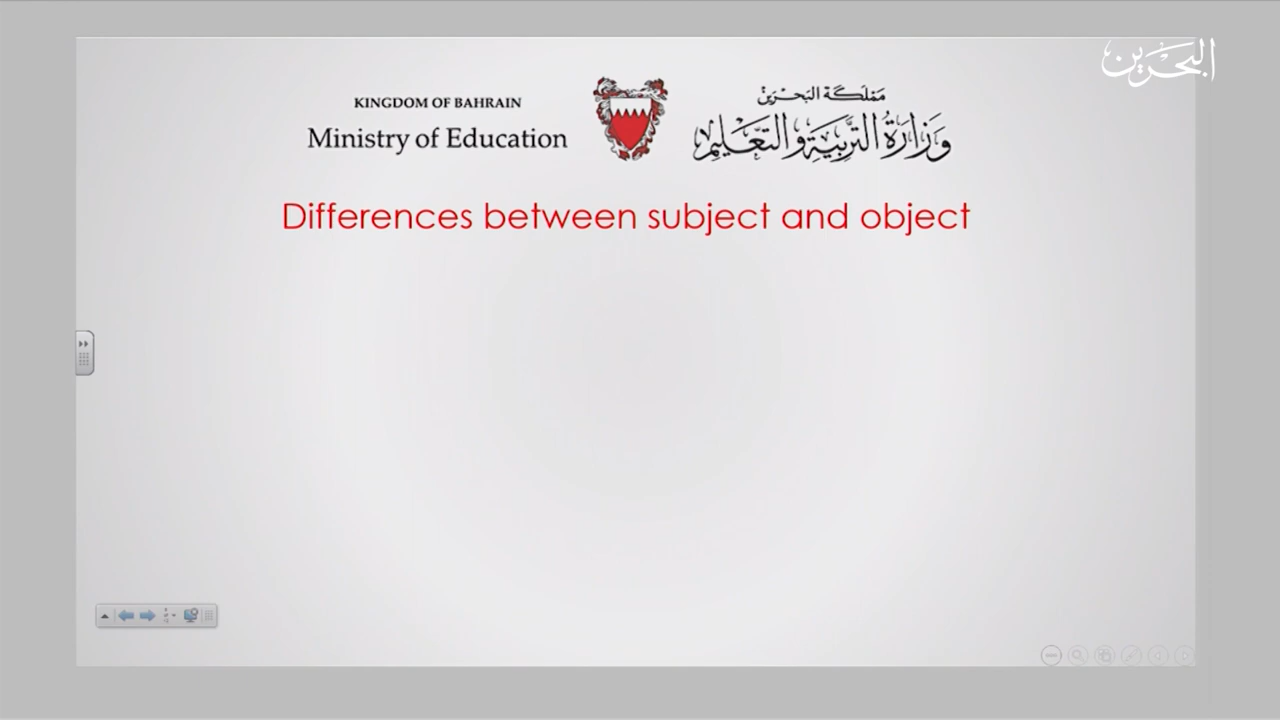 البحرين
KINGDOM OF BAHRAIN
مملكة البحرين
Ministry of Education
وزارة التربية والتعليم
Differences between subject and object